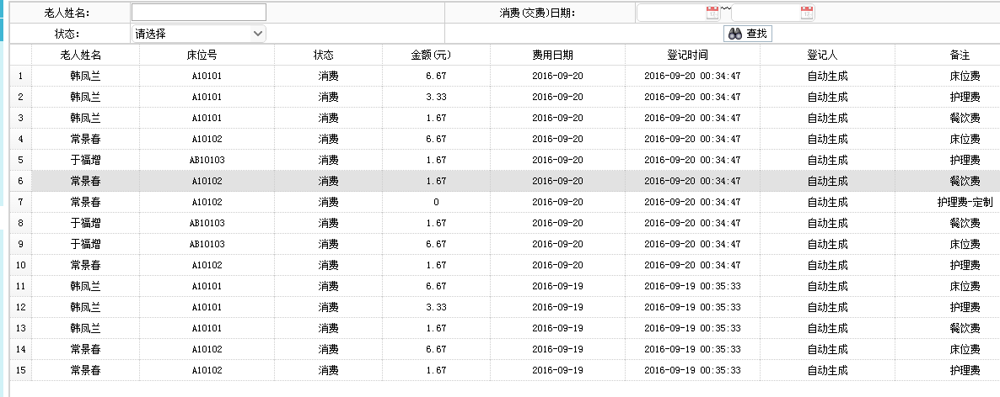 老人姓名: 消费(交费)日期: ~
状态: 请选择 查找
老人姓名 床位号 状态 金额(元) 费用日期 登记时间 登记人 备注
1 韩凤兰 A10101 消费 6.67 2016-09-20 2016-09-20 00:34:47 自动生成 床位费
2 韩凤兰 A10101 消费 3.33 2016-09-20 2016-09-20 00:34:47 自动生成 护理费
3 韩凤兰 A10101 消费 1.67 2016-09-20 2016-09-20 00:34:47 自动生成 餐饮费
4 常景春 A10102 消费 6.67 2016-09-20 2016-09-20 00:34:47 自动生成 床位费
5 于福增 AB10103 消费 1.67 2016-09-20 2016-09-20 00:34:47 自动生成 护理费
6 常景春 A10102 消费 1.67 2016-09-20 2016-09-20 00:34:47 自动生成 餐饮费
7 常景春 A10102 消费 0 2016-09-20 2016-09-20 00:34:47 自动生成 护理费-定制
8 于福增 AB10103 消费 1.67 2016-09-20 2016-09-20 00:34:47 自动生成 餐饮费
9 于福增 AB10103 消费 6.67 2016-09-20 2016-09-20 00:34:47 自动生成 床位费
10 常景春 A10102 消费 1.67 2016-09-20 2016-09-20 00:34:47 自动生成 护理费
11 韩凤兰 A10101 消费 6.67 2016-09-19 2016-09-19 00:35:33 自动生成 床位费
12 韩凤兰 A10101 消费 3.33 2016-09-19 2016-09-19 00:35:33 自动生成 护理费
13 韩凤兰 A10101 消费 1.67 2016-09-19 2016-09-19 00:35:33 自动生成 餐饮费
14 常景春 A10102 消费 6.67 2016-09-19 2016-09-19 00:35:33 自动生成 床位费
15 常景春 A10102 消费 1.67 2016-09-19 2016-09-19 00:35:33 自动生成 护理费